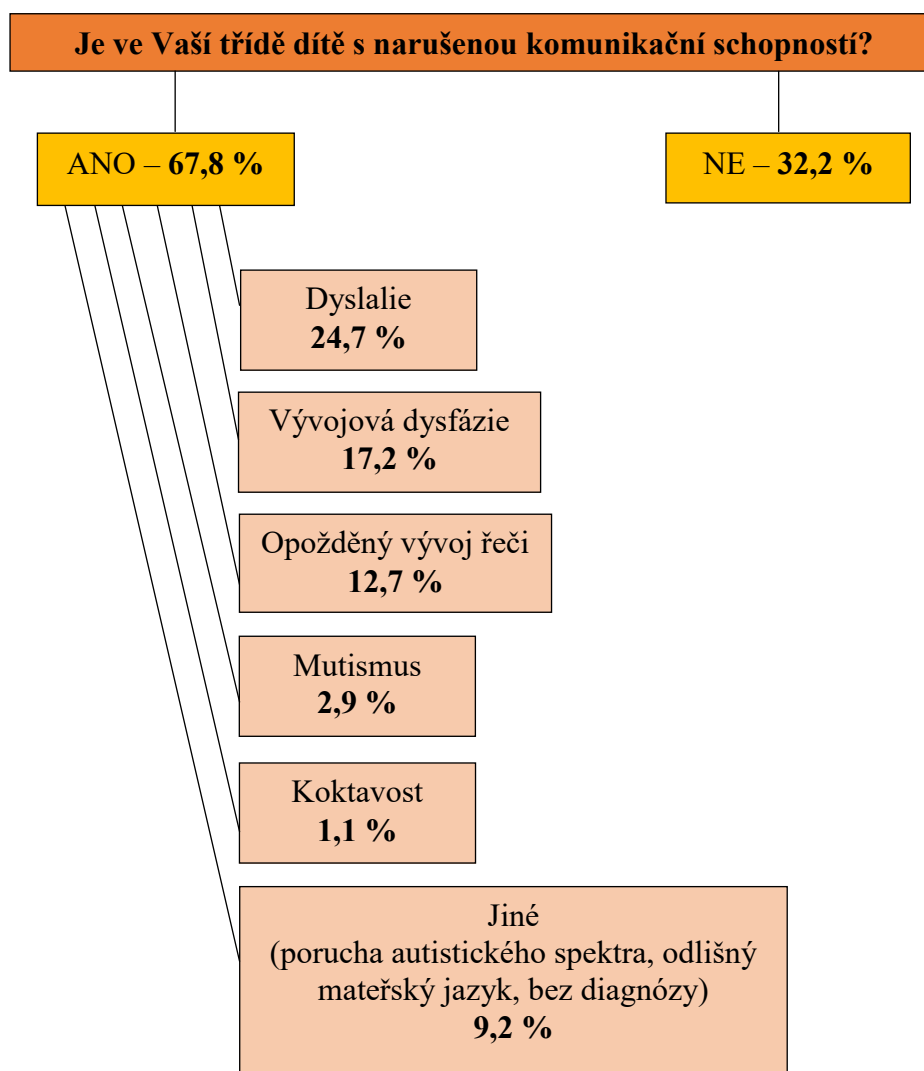 Je ve Vaší třídě dítě s narušenou komunikační schopností?
ANO – 67,8 %
NE – 32,2 %
Dyslalie
24,7 %
Vývojová dysfázie
17,2 %
Opožděný vývoj řeči
12,7 %
Mutismus
2,9 %
Koktavost
1,1 %
Jiné
(porucha autistického spektra, odlišný
mateřský jazyk, bez diagnózy)
9,2 %